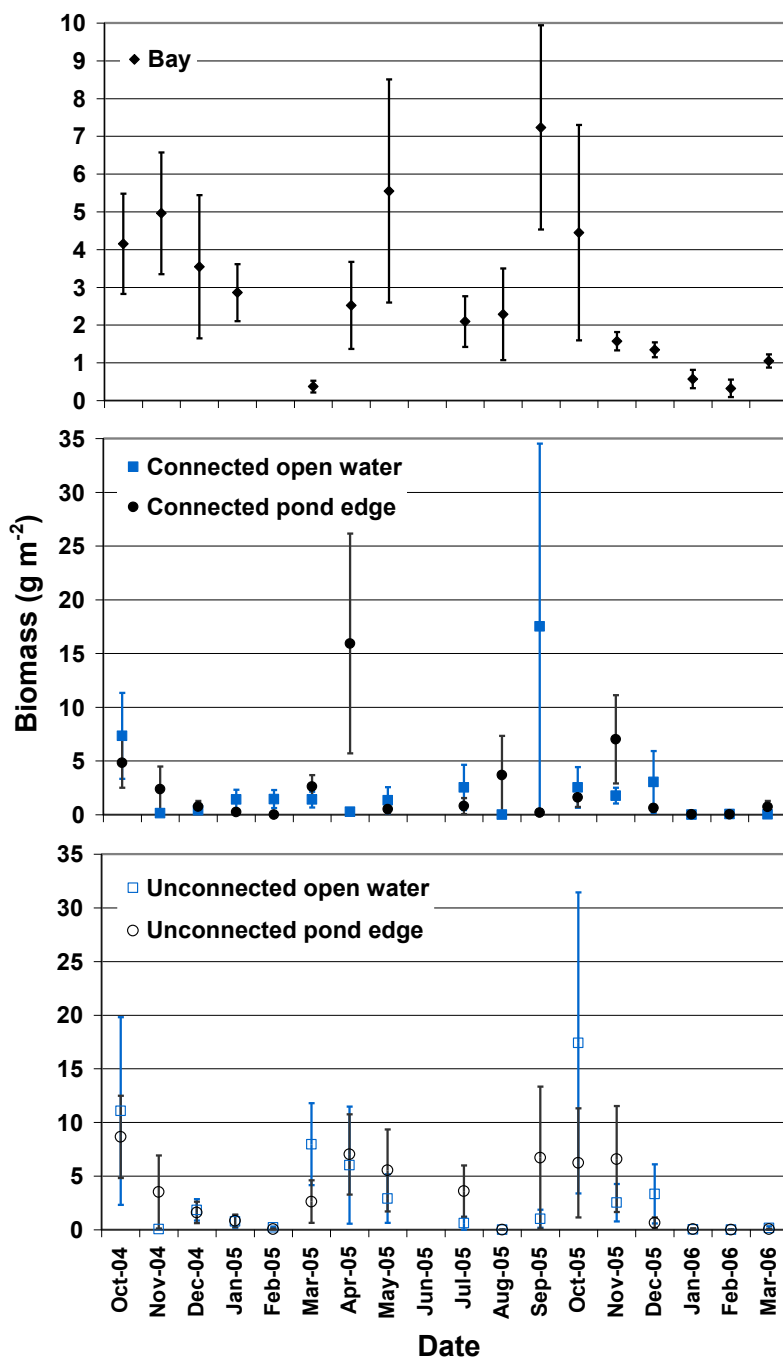 10
9
8
7
6
5
4
3
2
1
0
Bay
35
30
25
20
15
10
5
0
Connected open water
Connected pond edge
Biomass (g m⁻²)
35
30
25
20
15
10
5
0
Unconnected open water
Unconnected pond edge
Oct-04
Nov-04
Dec-04
Jan-05
Feb-05
Mar-05
Apr-05
May-05
Jun-05
Jul-05
Aug-05
Sep-05
Oct-05
Nov-05
Dec-05
Jan-06
Feb-06
Mar-06
Date